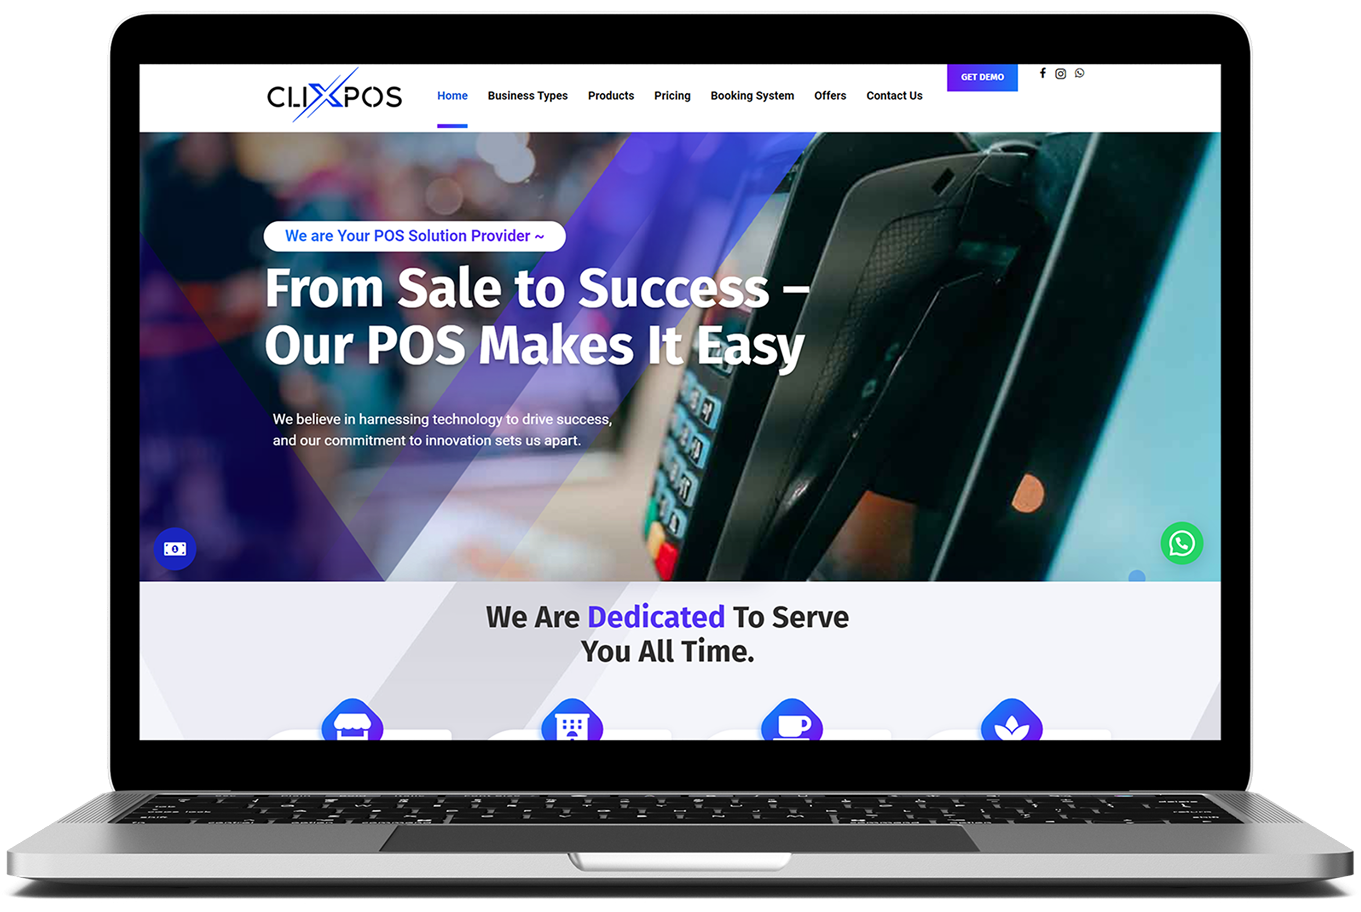 CLIXPOS
Home Business Types Products Pricing Booking System Offers Contact Us
GET DEMO
We are Your POS Solution Provider ~
From Sale to Success –
Our POS Makes It Easy
We believe in harnessing technology to drive success,
and our commitment to innovation sets us apart.
We Are Dedicated To Serve
You All Time.